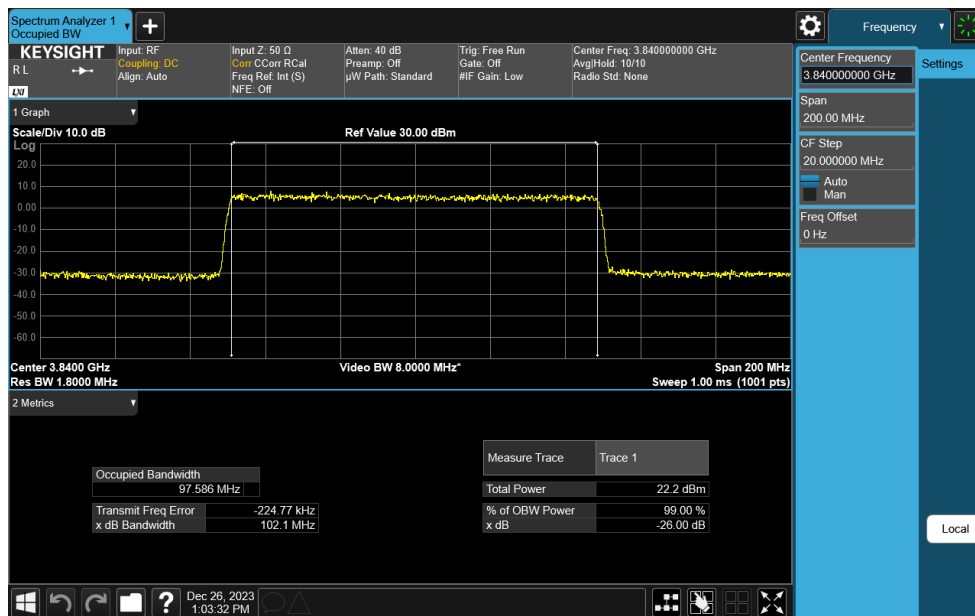 Spectrum Analyzer 1
Occupied BW
Frequency
KEYSIGHT
R L
LXI
Input: RF
Coupling: DC
Align: Auto
Input Z: 50 Ω
Corr CCorr RCal
Freq Ref: Int (S)
NFE: Off
Atten: 40 dB
Preamp: Off
µW Path: Standard
Trig: Free Run
Gate: Off
#IF Gain: Low
Center Freq: 3.840000000 GHz
Avg|Hold: 10/10
Radio Std: None
Center Frequency
3.840000000 GHz
Settings
Span
200.00 MHz
CF Step
20.000000 MHz
Auto
Man
Freq Offset
0 Hz
Local
1 Graph
Scale/Div 10.0 dB
Ref Value 30.00 dBm
Log
20.0
10.0
0.00
-10.0
-20.0
-30.0
-40.0
-50.0
-60.0
Center 3.8400 GHz
Video BW 8.0000 MHz*
Span 200 MHz
Res BW 1.8000 MHz
Sweep 1.00 ms (1001 pts)
2 Metrics
Measure Trace Trace 1
Occupied Bandwidth
97.586 MHz
Total Power 22.2 dBm
Transmit Freq Error -224.77 kHz
% of OBW Power 99.00 %
x dB Bandwidth 102.1 MHz
x dB -26.00 dB
Dec 26, 2023
1:03:32 PM